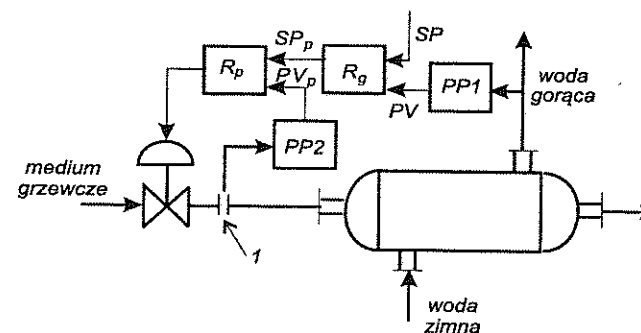 SP
SPp
Rp
PVp
Rg
PV
PP1
woda
gorąca
PP2
medium
grzewcze
1
woda
zimna